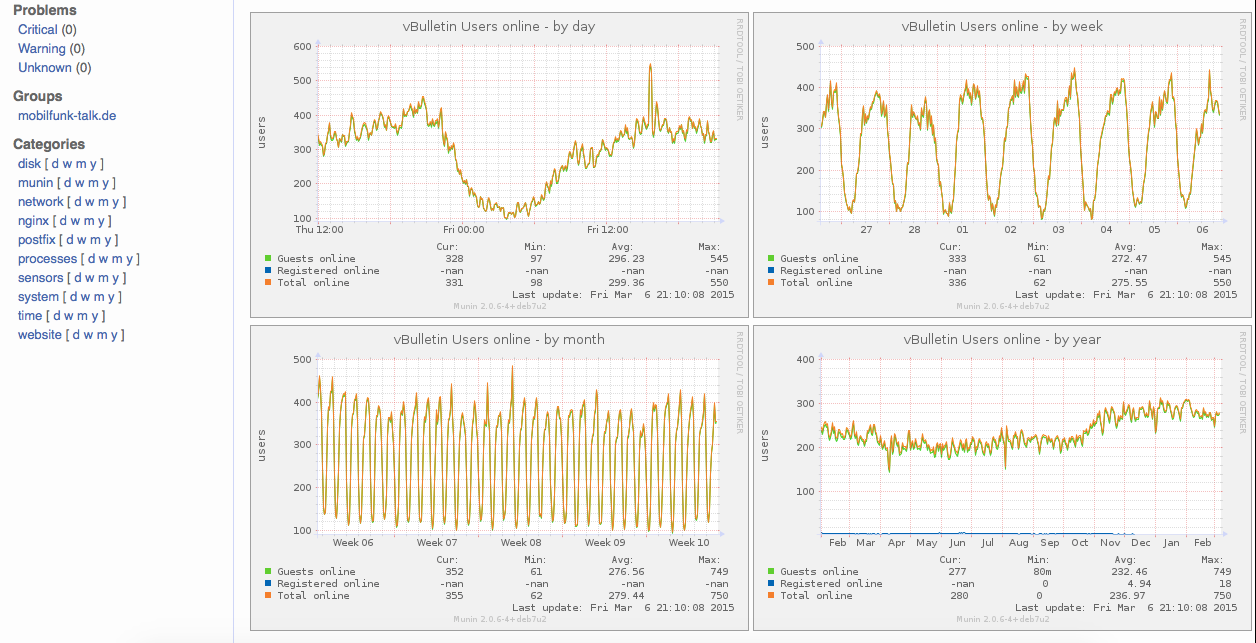 Problems
Critical (0)
Warning (0)
Unknown (0)
Groups
mobilfunk-talk.de
Categories
disk [ d w m y ]
munin [ d w m y ]
network [ d w m y ]
nginx [ d w m y ]
postfix [ d w m y ]
processes [ d w m y ]
sensors [ d w m y ]
system [ d w m y ]
time [ d w m y ]
website [ d w m y ]
vBulletin Users online - by day
RRDTOOL / TOBI OETIKER
users
600
500
400
300
200
100
Thu 12:00 Fri 00:00 Fri 12:00
Cur: Min: Avg: Max:
Guests online 328 97 296.23 545
Registered online -nan -nan -nan -nan
Total online 331 98 299.36 550
Last update: Fri Mar 6 21:10:08 2015
Munin 2.0.6-4+deb7u2
vBulletin Users online - by week
RRDTOOL / TOBI OETIKER
users
500
400
300
200
100
27 28 01 02 03 04 05 06
Cur: Min: Avg: Max:
Guests online 333 61 272.47 545
Registered online -nan -nan -nan -nan
Total online 336 62 275.55 550
Last update: Fri Mar 6 21:10:08 2015
Munin 2.0.6-4+deb7u2
vBulletin Users online - by month
RRDTOOL / TOBI OETIKER
users
500
400
300
200
100
Week 06 Week 07 Week 08 Week 09 Week 10
Cur: Min: Avg: Max:
Guests online 352 61 276.56 749
Registered online -nan -nan -nan -nan
Total online 355 62 279.44 750
Last update: Fri Mar 6 21:10:08 2015
Munin 2.0.6-4+deb7u2
vBulletin Users online - by year
RRDTOOL / TOBI OETIKER
users
400
300
200
100
Feb Mar Apr May Jun Jul Aug Sep Oct Nov Dec Jan Feb
Cur: Min: Avg: Max:
Guests online 277 80m 232.46 749
Registered online -nan 0 4.94 18
Total online 280 0 236.97 750
Last update: Fri Mar 6 21:10:08 2015
Munin 2.0.6-4+deb7u2